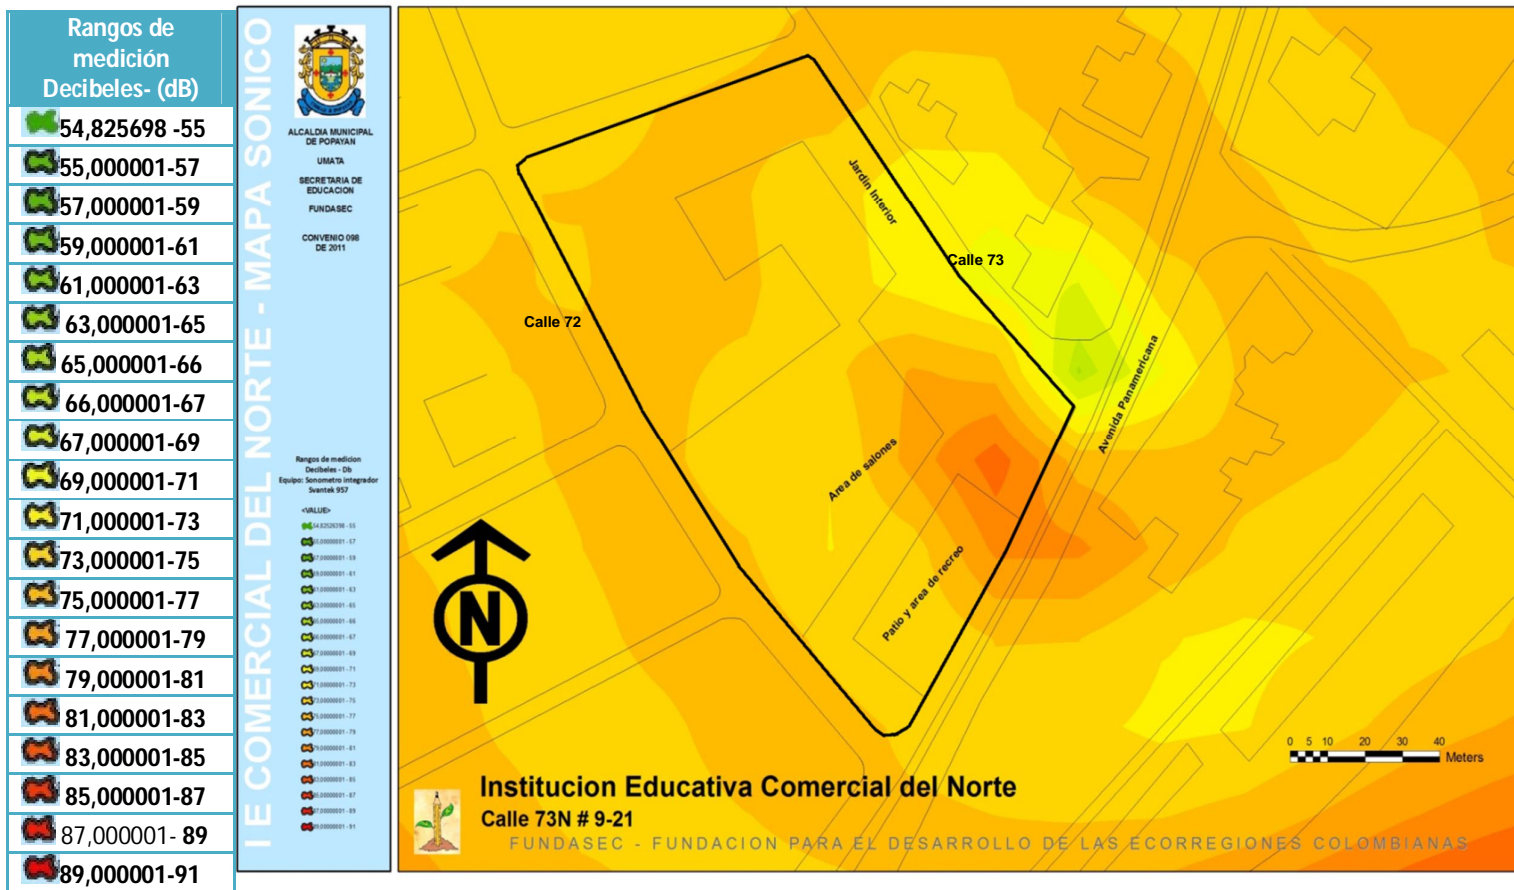 Rangos de
medición
Decibeles- (dB)
54,825698 -55
55,000001-57
57,000001-59
59,000001-61
61,000001-63
63,000001-65
65,000001-66
66,000001-67
67,000001-69
69,000001-71
71,000001-73
73,000001-75
75,000001-77
77,000001-79
79,000001-81
81,000001-83
83,000001-85
85,000001-87
87,000001- 89
89,000001-91
I E COMERCIAL DEL NORTE - MAPA SONICO
ALCALDIA MUNICIPAL
DE POPAYAN
UMATA
SECRETARIA DE
EDUCACION
FUNDASEC
CONVENIO 098
DE 2011
Rangos de medicion
Decibeles - Db
Equipo: Sonometro integrador
Svantek 957
<VALUE>
Jardin Interior
Calle 73
Calle 72
Avenida Panamericana
Area de salones
Patio y area de recreo
N
0 5 10 20 30 40
Meters
Institucion Educativa Comercial del Norte
Calle 73N # 9-21
FUNDASEC - FUNDACION PARA EL DESARROLLO DE LAS ECORREGIONES COLOMBIANAS